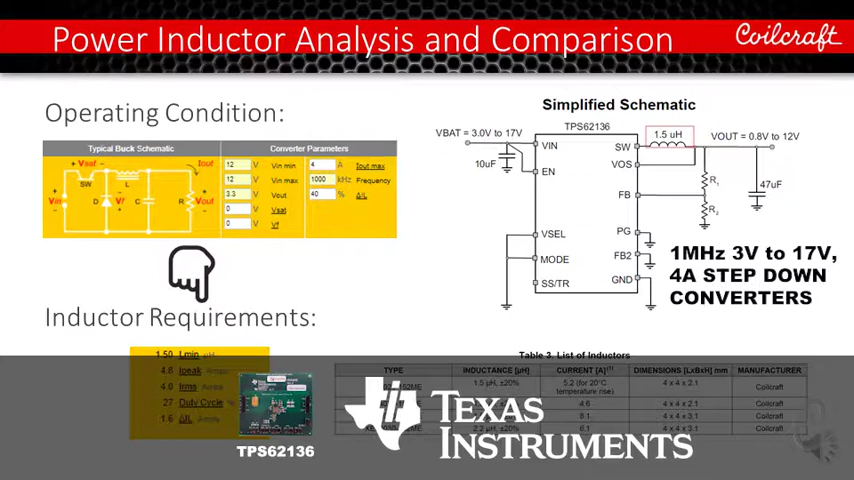 Power Inductor Analysis and Comparison
Coilcraft
Operating Condition:
Typical Buck Schematic
Converter Parameters
+ Vsat -
Iout
SW
L
Vin
D
Vf
C
R
Vout
12 V Vin min 4 A Iout max
12 V Vin max 1000 kHz Frequency
3.3 V Vout 40 % ΔIL
0 V Vsat
0 V Vf
Simplified Schematic
VBAT = 3.0V to 17V
TPS62136
1.5 uH
VOUT = 0.8V to 12V
10uF
VIN
EN
VSEL
MODE
SS/TR
SW
VOS
FB
PG
FB2
GND
R1
R2
47uF
1MHz 3V to 17V,
4A STEP DOWN
CONVERTERS
Inductor Requirements:
1.50 Lmin μH
4.8 Ipeak Amps
4.0 Irms Amps
27 Duty Cycle %
1.6 ΔIL Amps
TPS62136
Table 3. List of Inductors
TYPE INDUCTANCE [µH] CURRENT [A](1) DIMENSIONS [LxBxH] mm MANUFACTURER
1.5 µH, ±20% 5.2 (for 20°C temperature rise) 4 x 4 x 2.1 Coilcraft
4.6 4 x 4 x 2.1 Coilcraft
8.1 4 x 4 x 3.1 Coilcraft
2.2 µH, ±20% 6.1 4 x 4 x 3.1 Coilcraft
TEXAS
INSTRUMENTS